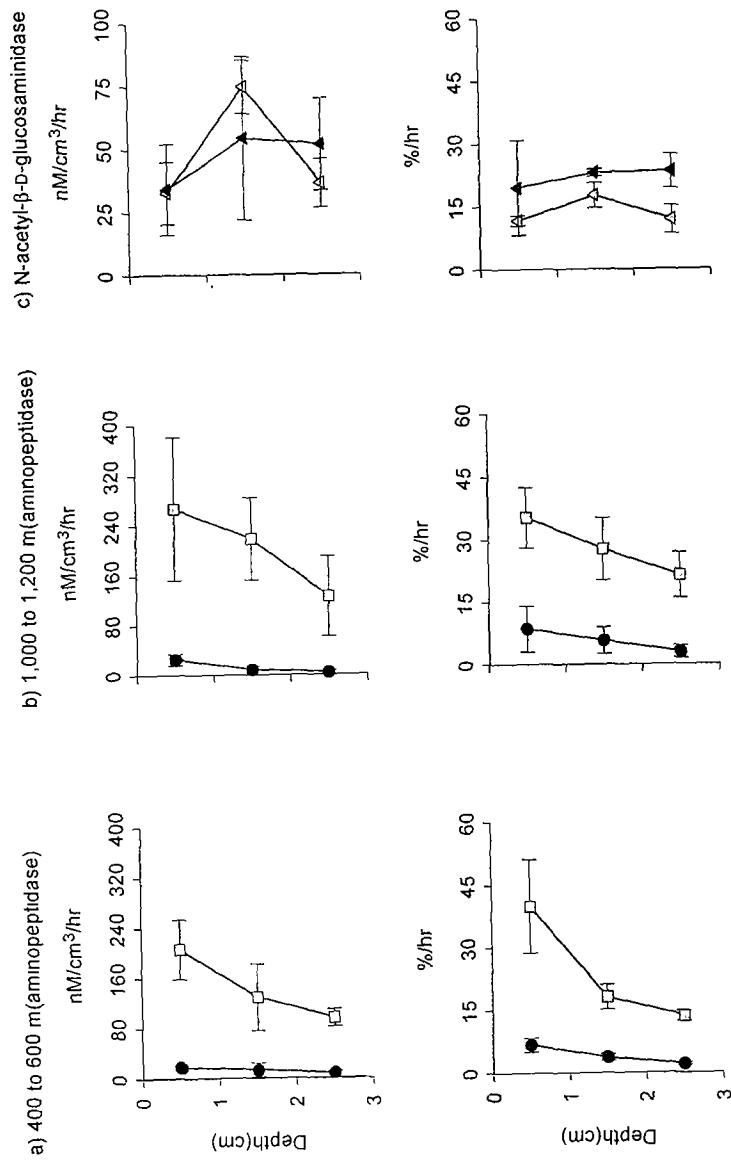 a) 400 to 600 m(aminopeptidase)
nM/cm³/hr
0 80 160 240 320 400
0
1
2
3
Depth(cm)
%/hr
0 15 30 45 60
0
1
2
3
Depth(cm)
b) 1,000 to 1,200 m(aminopeptidase)
nM/cm³/hr
0 80 160 240 320 400
%/hr
0 15 30 45 60
c) N-acetyl-β-D-glucosaminidase
nM/cm³/hr
0 25 50 75 100
%/hr
0 15 30 45 60